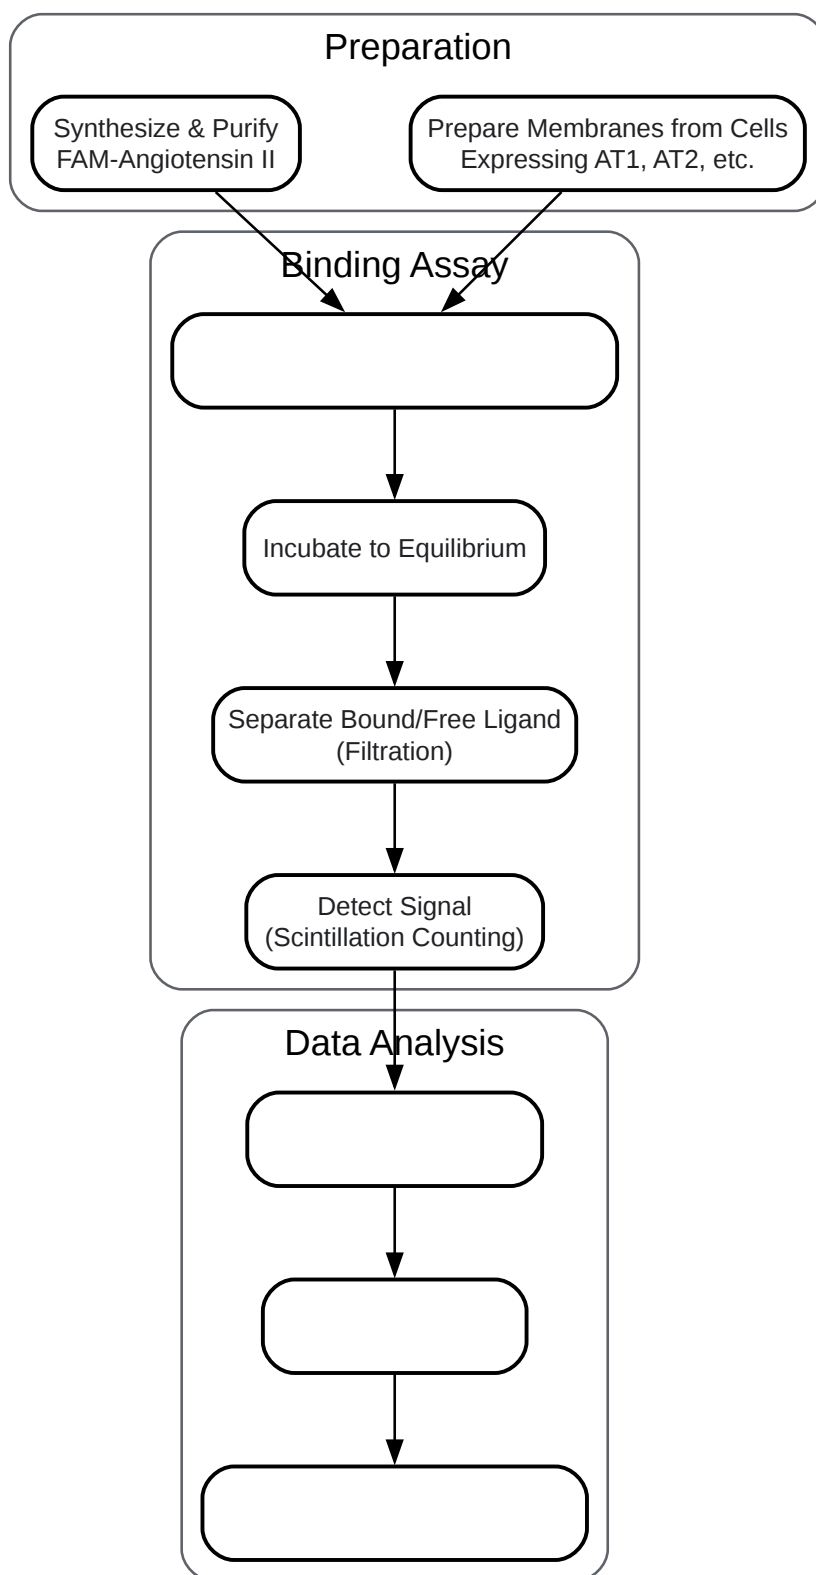 Preparation
Synthesize & Purify
FAM-Angiotensin II
Prepare Membranes from Cells
Expressing AT1, AT2, etc.
Binding Assay
Incubate to Equilibrium
Separate Bound/Free Ligand
(Filtration)
Detect Signal
(Scintillation Counting)
Data Analysis